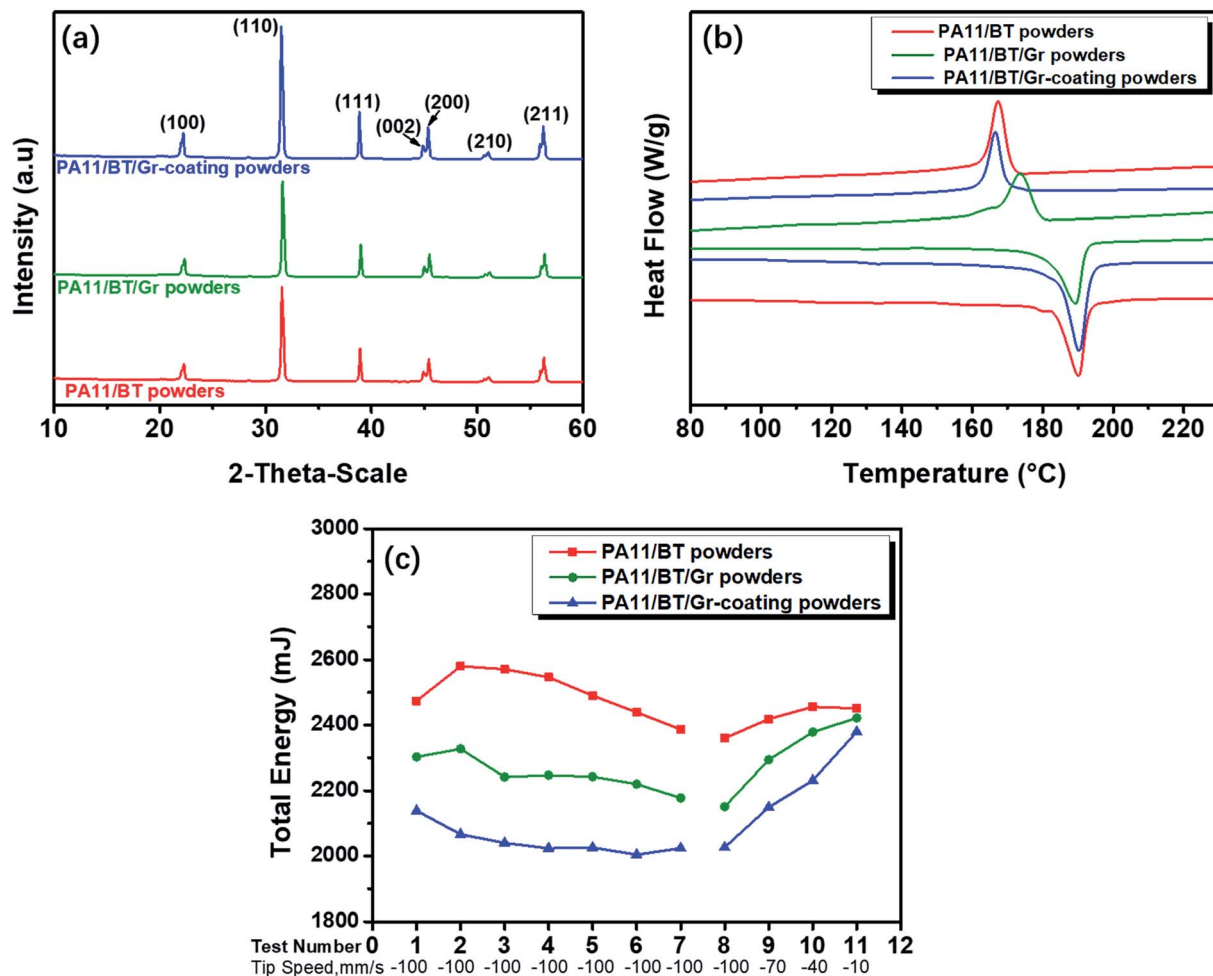 (a)
(110)
(100)
(111)
(002)
(200)
(210)
(211)
PA11/BT/Gr-coating powders
PA11/BT/Gr powders
PA11/BT powders
Intensity (a.u)
10 20 30 40 50 60
2-Theta-Scale
(b)
PA11/BT powders
PA11/BT/Gr powders
PA11/BT/Gr-coating powders
Heat Flow (W/g)
80 100 120 140 160 180 200 220
Temperature (°C)
(c)
PA11/BT powders
PA11/BT/Gr powders
PA11/BT/Gr-coating powders
Total Energy (mJ)
3000
2800
2600
2400
2200
2000
1800
Test Number 0 1 2 3 4 5 6 7 8 9 10 11 12
Tip Speed,mm/s -100 -100 -100 -100 -100 -100 -100 -100 -70 -40 -10